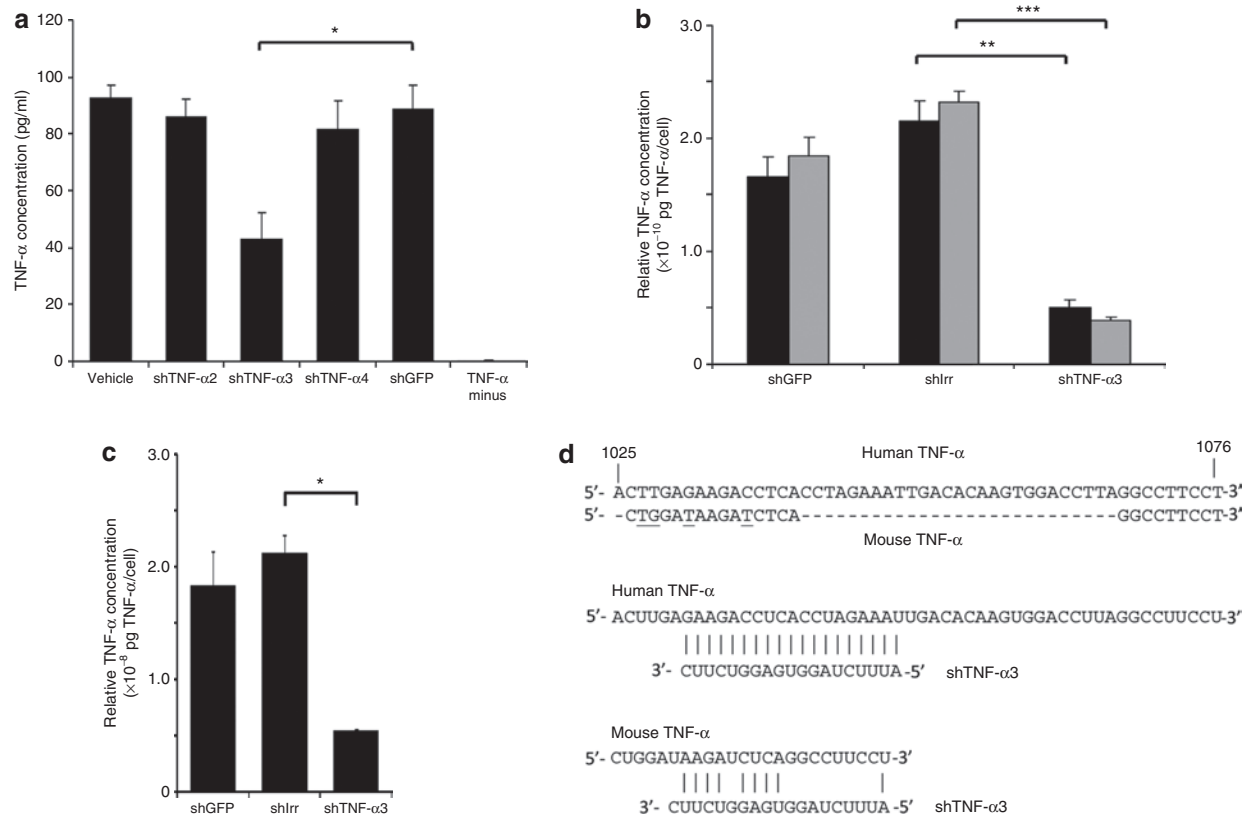 a
TNF-α concentration (pg/ml)
120
100
80
60
40
20
0
*
Vehicle
shTNF-α2
shTNF-α3
shTNF-α4
shGFP
TNF-α
minus
b
Relative TNF-α concentration
(×10⁻¹⁰ pg TNF-α/cell)
3.0
2.0
1.0
0
***
**
shGFP
shIrr
shTNF-α3
c
Relative TNF-α concentration
(×10⁻⁸ pg TNF-α/cell)
3.0
2.0
1.0
0
*
shGFP
shIrr
shTNF-α3
d
1025
Human TNF-α
1076
5’- ACTTGAGAAGACCTCACCTAGAAATTGACACAAGTGGACCTTAGGCCTTCCT-3’
5’ -CTGGATAAGATCTCA---------------------------GGCCTTCCT-3’
Mouse TNF-α
Human TNF-α
5’- ACUUGAGAAGACCUCACCUAGAAAUUGACACAAGUGGACCUUAGGCCUUCCU-3’
3’- CUUCUGGAGUGGAUCUUUA-5’ shTNF-α3
Mouse TNF-α
5’- CUGGAUAAGAUCUCAGGCCUUCCU-3’
3’- CUUCUGGAGUGGAUCUUUA-5’ shTNF-α3